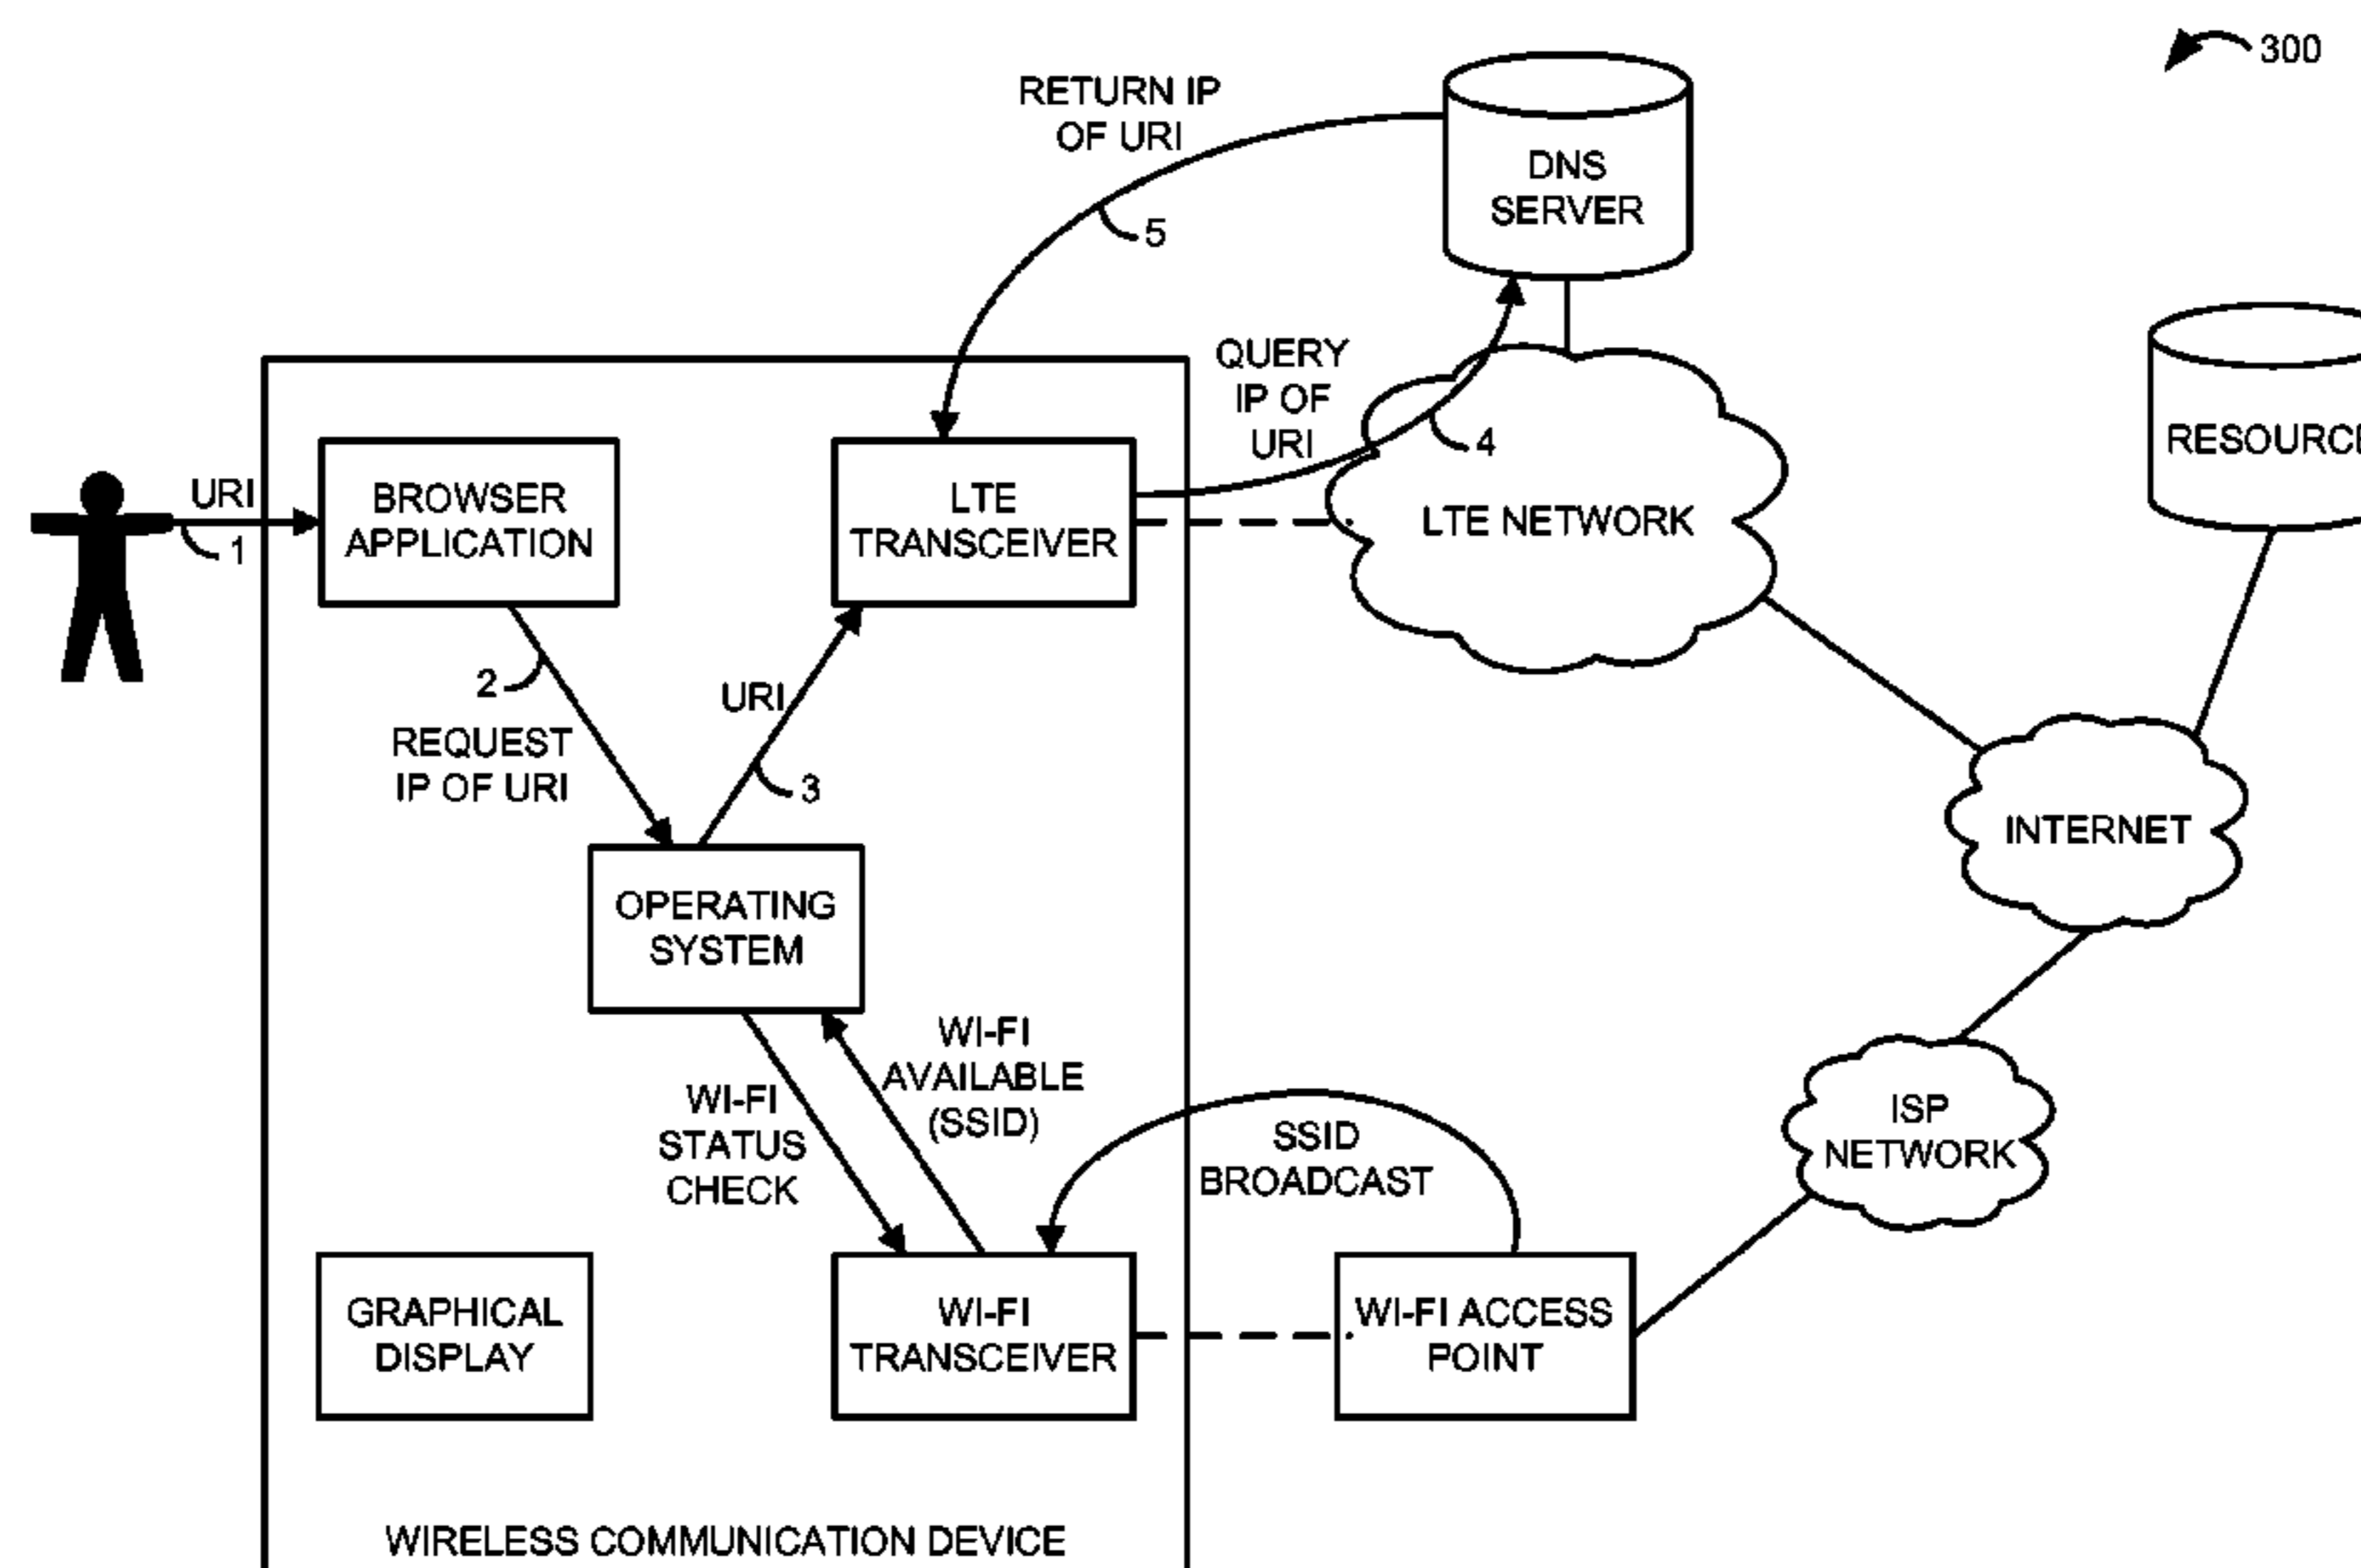 300
RETURN IP
OF URI
5
DNS
SERVER
QUERY
IP OF
URI
4
RESOURCE
URI
1
BROWSER
APPLICATION
LTE
TRANSCEIVER
LTE NETWORK
2
REQUEST
IP OF URI
URI
3
INTERNET
OPERATING
SYSTEM
WI-FI
AVAILABLE
(SSID)
WI-FI
STATUS
CHECK
SSID
BROADCAST
ISP
NETWORK
GRAPHICAL
DISPLAY
WI-FI
TRANSCEIVER
WI-FI ACCESS
POINT
WIRELESS COMMUNICATION DEVICE